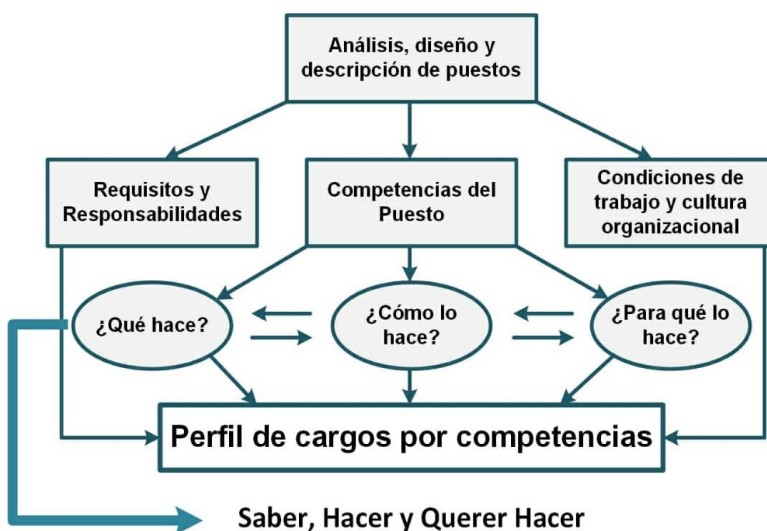 Análisis, diseño y
descripción de puestos
Requisitos y
Responsabilidades
Competencias del
Puesto
Condiciones de
trabajo y cultura
organizacional
¿Qué hace?
¿Cómo lo
hace?
¿Para qué lo
hace?
Perfil de cargos por competencias
Saber, Hacer y Querer Hacer